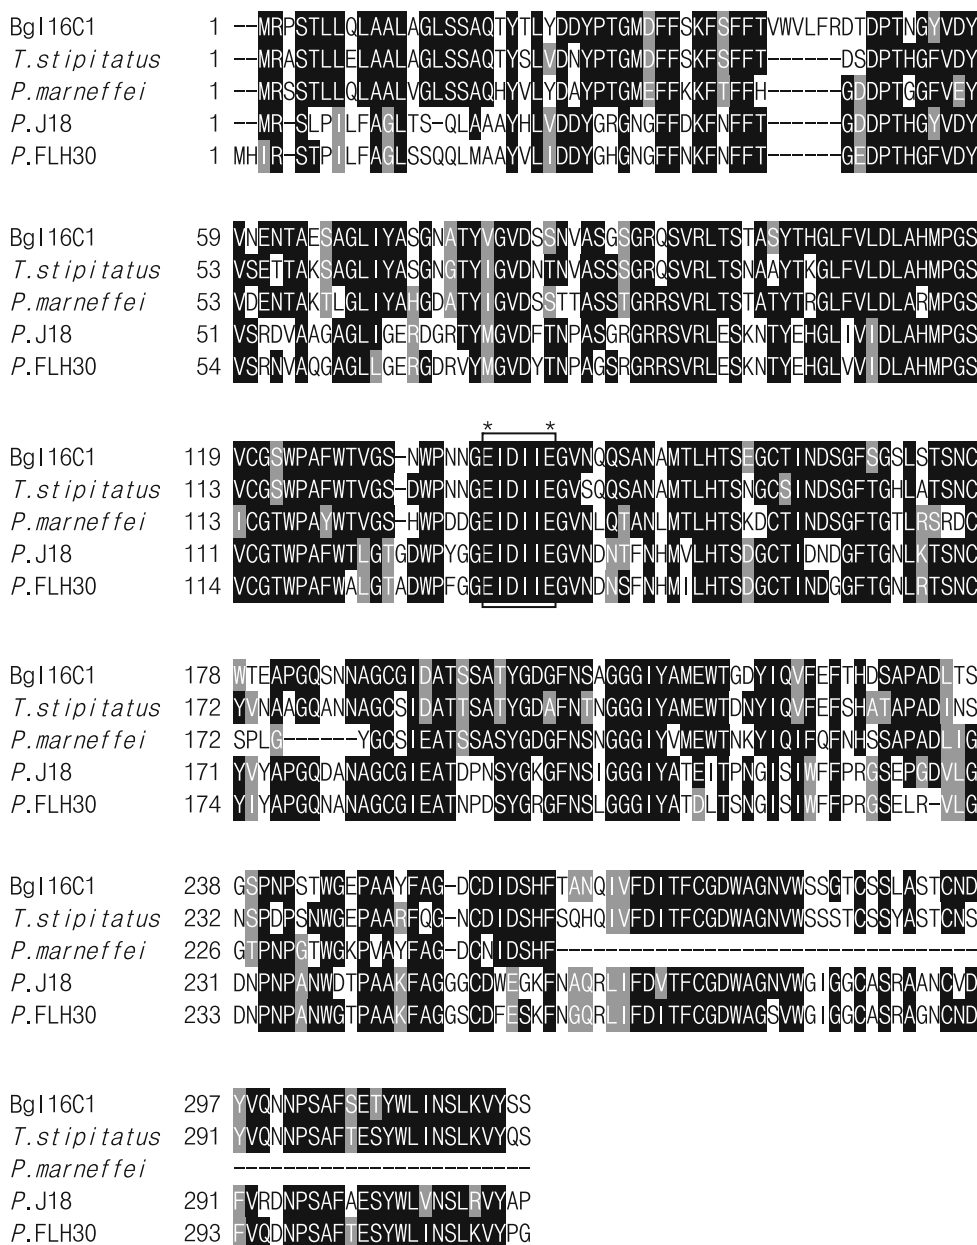 Bgl16C1 1 --MRPSTLLQLAALAGLSSAQTYTLYDDYPTGMDFFSKFSFFTVWVLFRDTDPTNGYVDY
T.stipitatus 1 --MRASTLLELAALAGLSSAQTYSLVDNYPTGMDFFSKFSFFT------DSDPTHGFVDY
P.marneffei 1 --MRSSTLLQLAALVGLSSAQHYVLYDAYPTGMEFFKKFTFFH------GDDPTGGFVEY
P.J18 1 --MR-SLPILFAGLTS-QLAAAYHLVDDYGRGNGFFDKFNFFT------GDDPTHGYVDY
P.FLH30 1 MHIR-STPILFAGLSSQQLMAAYVLIDDYGHGNGFFNKFNFFT------GEDPTHGFVDY
Bgl16C1 59 VNENTAESAGLIYASGNATYVGVDSSNVASGSGRQSVRLTSTASYTHGLFVLDLAHMPGS
T.stipitatus 53 VSETTAKSAGLIYASGNGTYIGVDNTNVASSSGRQSVRLTSNAAYTKGLFVLDLAHMPGS
P.marneffei 53 VDENTAKTLGLIYAHGDATYIGVDSSTTASSTGRRSVRLTSTATYTRGLFVLDLARMPGS
P.J18 51 VSRDVAAGAGLIGERDGRTYMGVDFTNPASGRGRRSVRLESKNTYEHGLIVIDLAHMPGS
P.FLH30 54 VSRNVAQGAGLLGERGDRVYMGVDYTNPAGSRGRRSVRLESKNTYEHGLVVIDLAHMPGS
* *
Bgl16C1 119 VCGSWPAFWTVGS-NWPNNGEIDIIEGVNQQSANAMTLHTSEGCTINDSGFSGSLSTSNC
T.stipitatus 113 VCGSWPAFWTVGS-DWPNNGEIDIIEGVSQQSANAMTLHTSNGCSINDSGFTGHLATSNC
P.marneffei 113 ICGTWPAYWTVGS-HWPDDGEIDIIEGVNLQTANLMTLHTSKDCTINDSGFTGTLRSRDC
P.J18 111 VCGTWPAFWTLGTGDWPYGGEIDIIEGVNDNTFNHMVLHTSDGCTIDNDGFTGNLKTSNC
P.FLH30 114 VCGTWPAFWALGTADWPFGGEIDIIEGVNDNSFNHMILHTSDGCTINDGGFTGNLRTSNC
Bgl16C1 178 WTEAPGQSNNAGCGIDATSSATYGDGFNSAGGGIYAMEWTGDYIQVFEFTHDSAPADLTS
T.stipitatus 172 YVNAAGQANNAGCSIDATTSATYGDAFNTNGGGIYAMEWTDNYIQVFEFSHATAPADINS
P.marneffei 172 SPLG------YGCSIEATSSASYGDGFNSNGGGIYVMEWTNKYIQIFQFNHSSAPADLIG
P.J18 171 YVYAPGQDANAGCGIEATDPNSYGKGFNSIGGGIYATEITPNGISIWFFPRGSEPGDVLG
P.FLH30 174 YIYAPGQNANAGCGIEATNPDSYGRGFNSLGGGIYATDLTSNGISIWFFPRGSELR-VLG
Bgl16C1 238 GSPNPSTWGEPAAYFAG-DCDIDSHFTANQIVFDITFCGDWAGNVWSSGTCSSLASTCND
T.stipitatus 232 NSPDPSNWGEPAARFQG-NCDIDSHFSQHQIVFDITFCGDWAGNVWSSSTCSSYASTCNS
P.marneffei 226 GTPNPGTWGKPVAYFAG-DCNIDSHF----------------------------------
P.J18 231 DNPNPANWDTPAAKFAGGGCDWEGKFNAQRLIFDVTFCGDWAGNVWGIGGCASRAANCVD
P.FLH30 233 DNPNPANWGTPAAKFAGGSCDFESKFNGQRLIFDITFCGDWAGSVWGIGGCASRAGNCND
Bgl16C1 297 YVQNNPSAFSETYWLINSLKVYSS
T.stipitatus 291 YVQNNPSAFTESYWLINSLKVYQS
P.marneffei ------------------------
P.J18 291 FVRDNPSAFAESYWLVNSLRVYAP
P.FLH30 293 FVQDNPSAFTESYWLINSLKVYPG